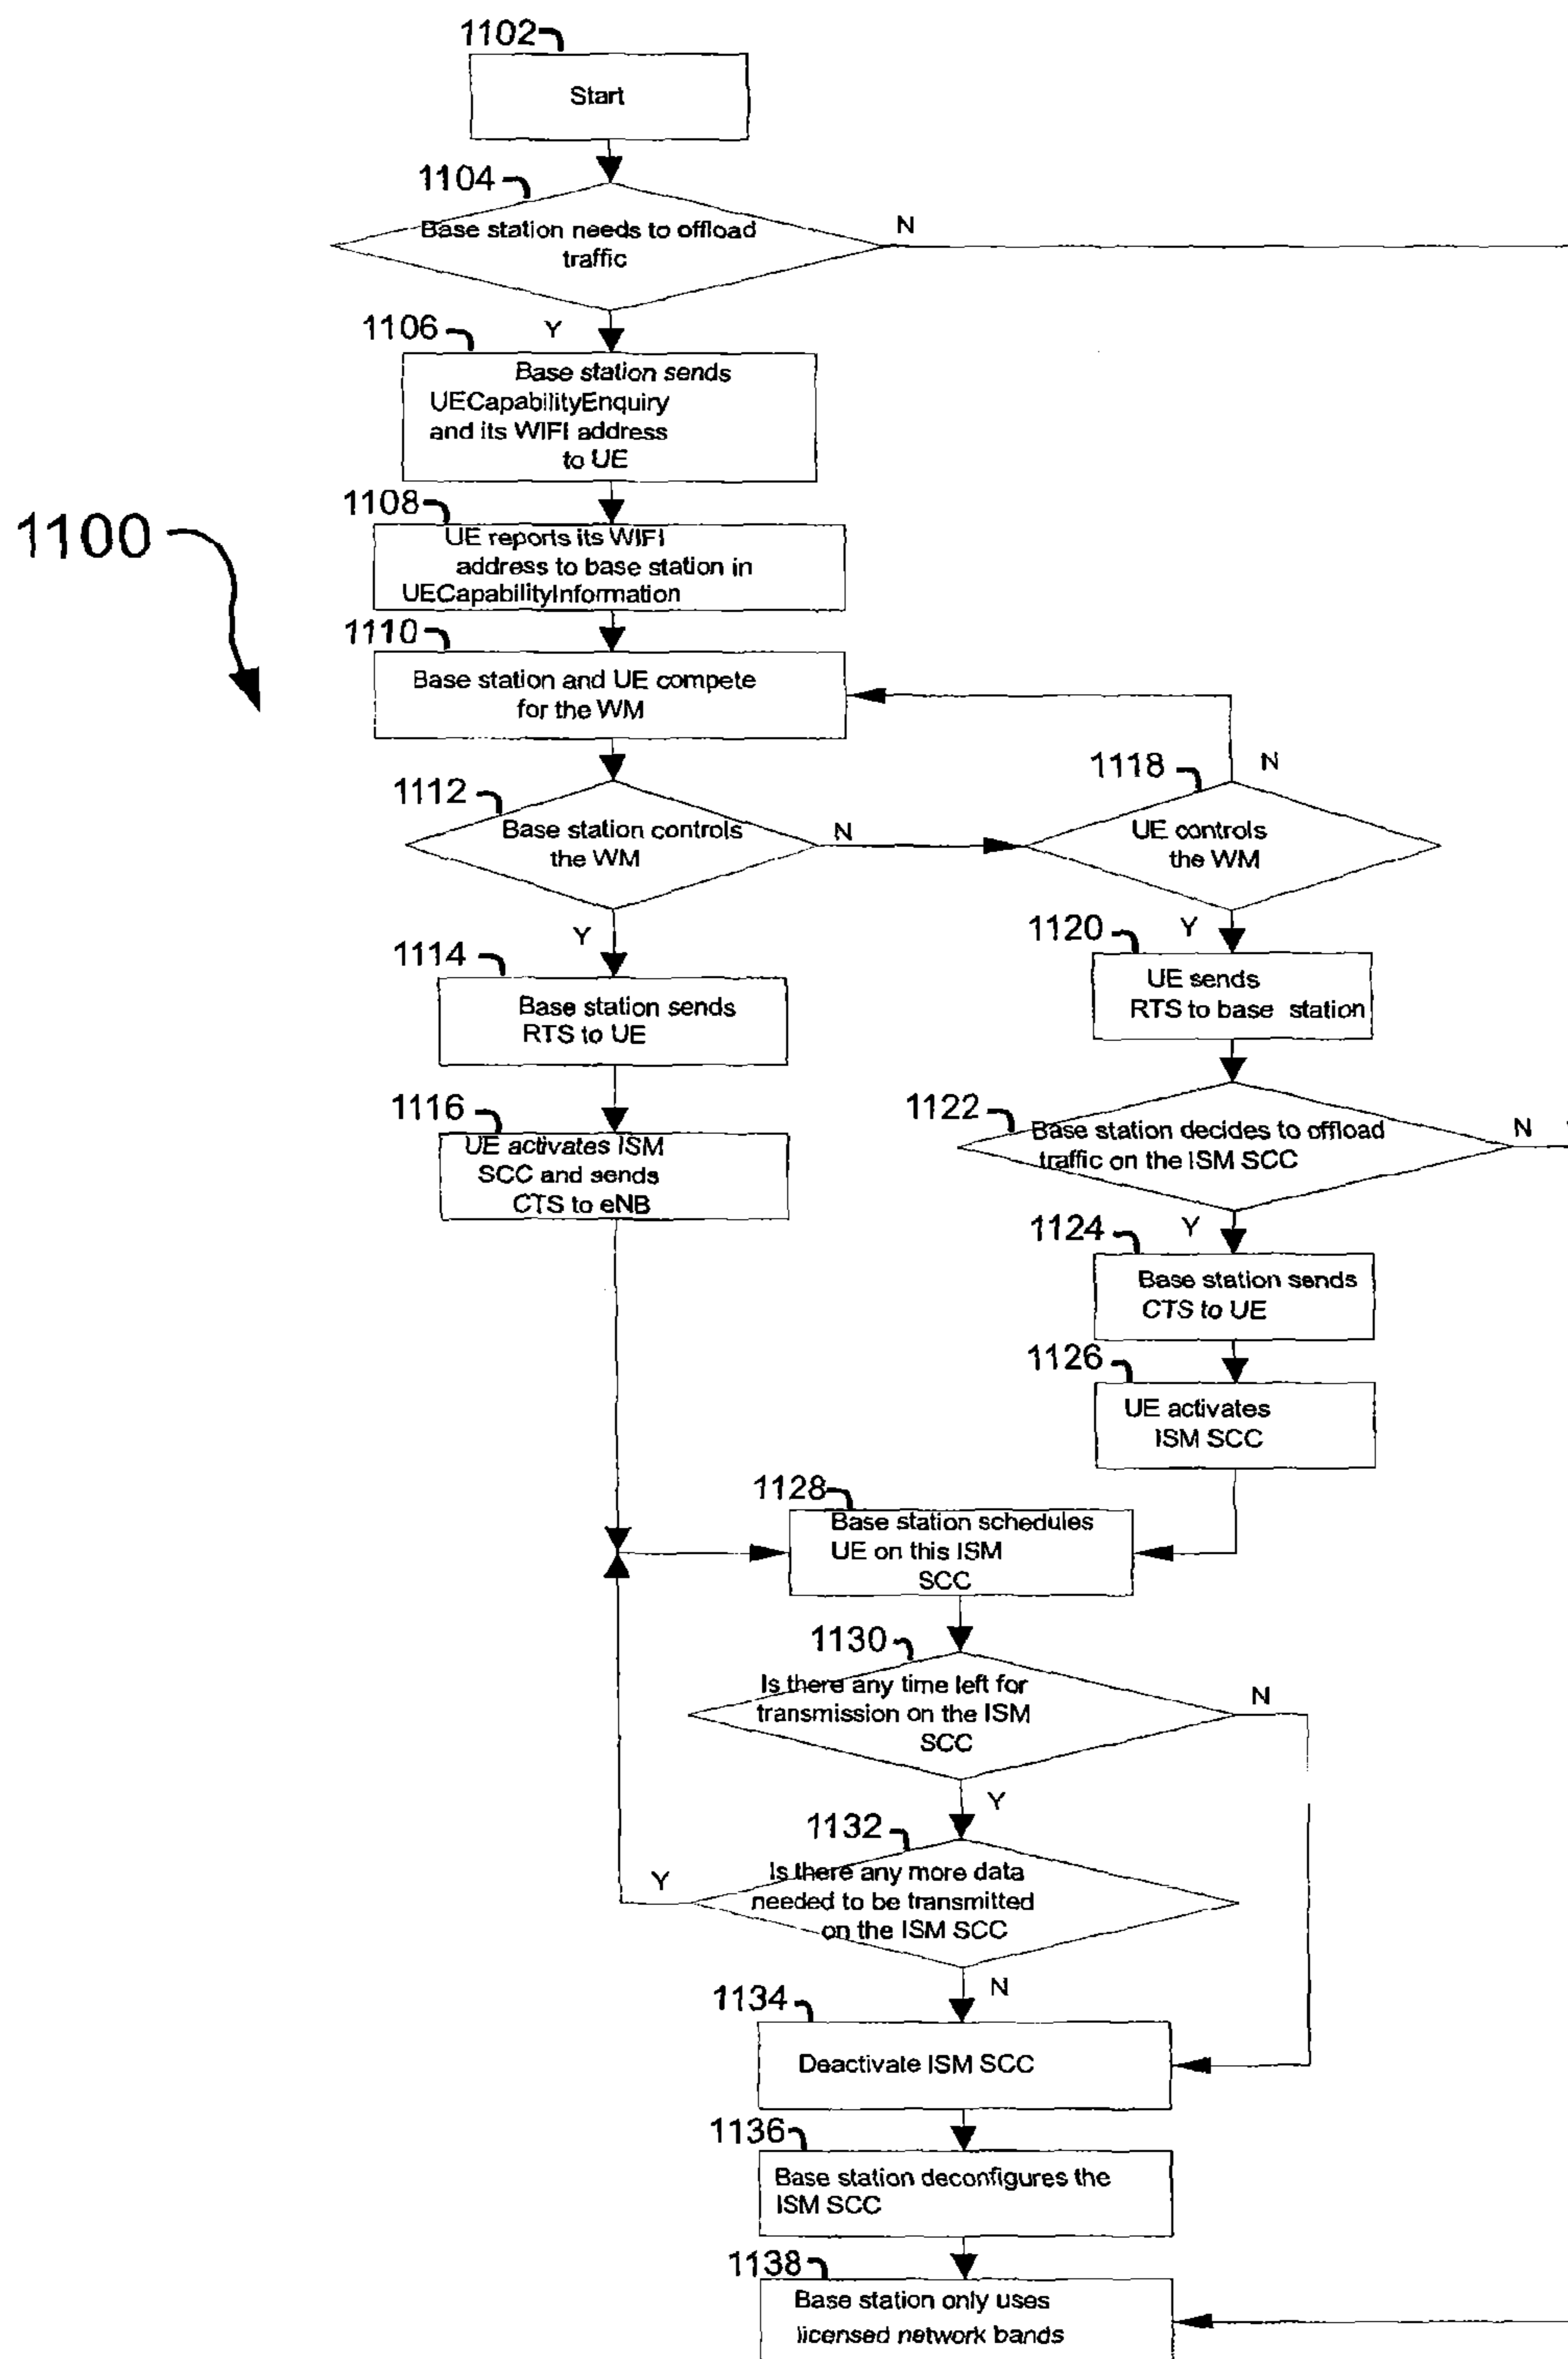 1102
Start
1104
Base station needs to offload
traffic
N
Y
1106
Base station sends
UECapabilityEnquiry
and its WIFI address
to UE
1100
1108
UE reports its WIFI
address to base station in
UECapabilityInformation
1110
Base station and UE compete
for the WM
1112
Base station controls
the WM
N
Y
1118
N
UE controls
the WM
Y
1114
Base station sends
RTS to UE
1116
UE activates ISM
SCC and sends
CTS to eNB
1120
UE sends
RTS to base station
1122
Base station decides to offload
traffic on the ISM SCC
N
Y
1124
Base station sends
CTS to UE
1126
UE activates
ISM SCC
1128
Base station schedules
UE on this ISM
SCC
1130
Is there any time left for
transmission on the ISM
SCC
N
Y
1132
Is there any more data
needed to be transmitted
on the ISM SCC
Y
N
1134
Deactivate ISM SCC
1136
Base station deconfigures the
ISM SCC
1138
Base station only uses
licensed network bands